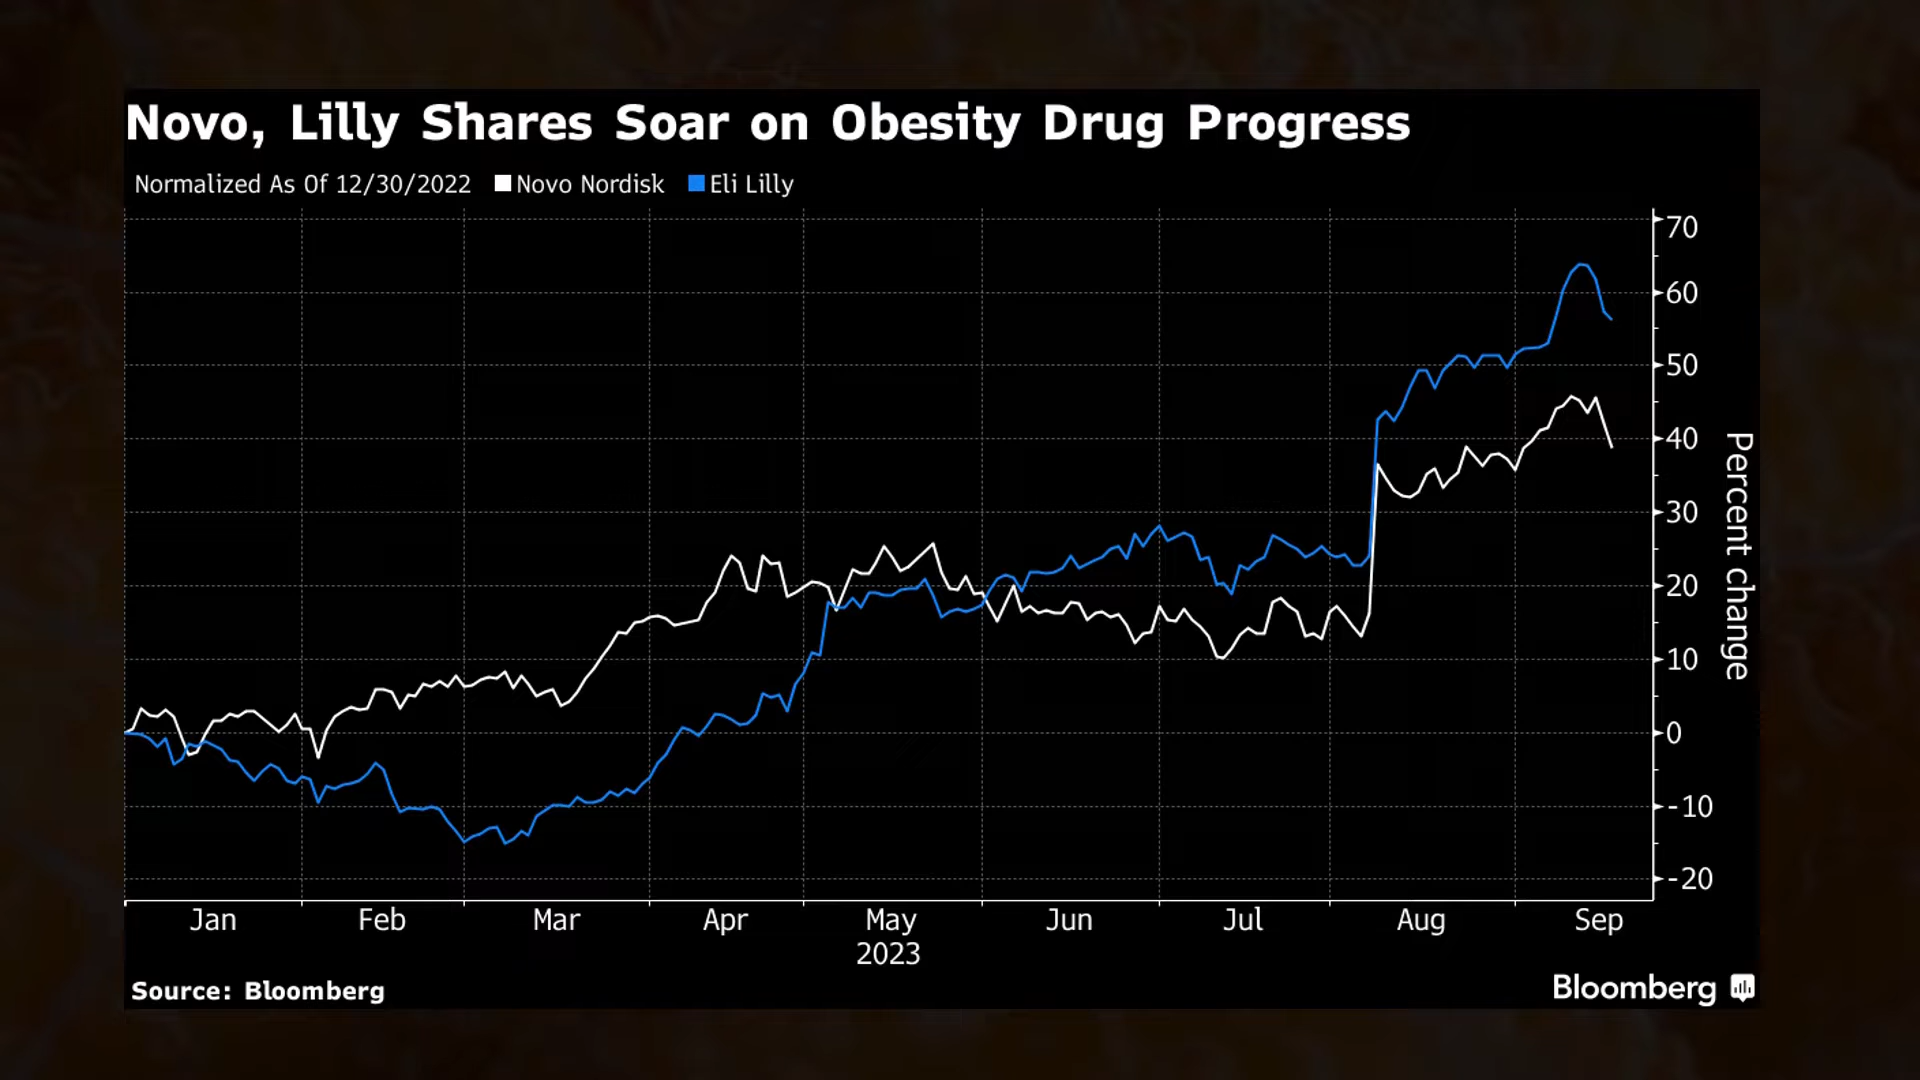 Novo, Lilly Shares Soar on Obesity Drug Progress
Normalized As Of 12/30/2022 Novo Nordisk Eli Lilly
70
60
50
40
30
20
10
0
-10
-20
Percent change
Jan Feb Mar Apr May Jun Jul Aug Sep
2023
Source: Bloomberg
Bloomberg